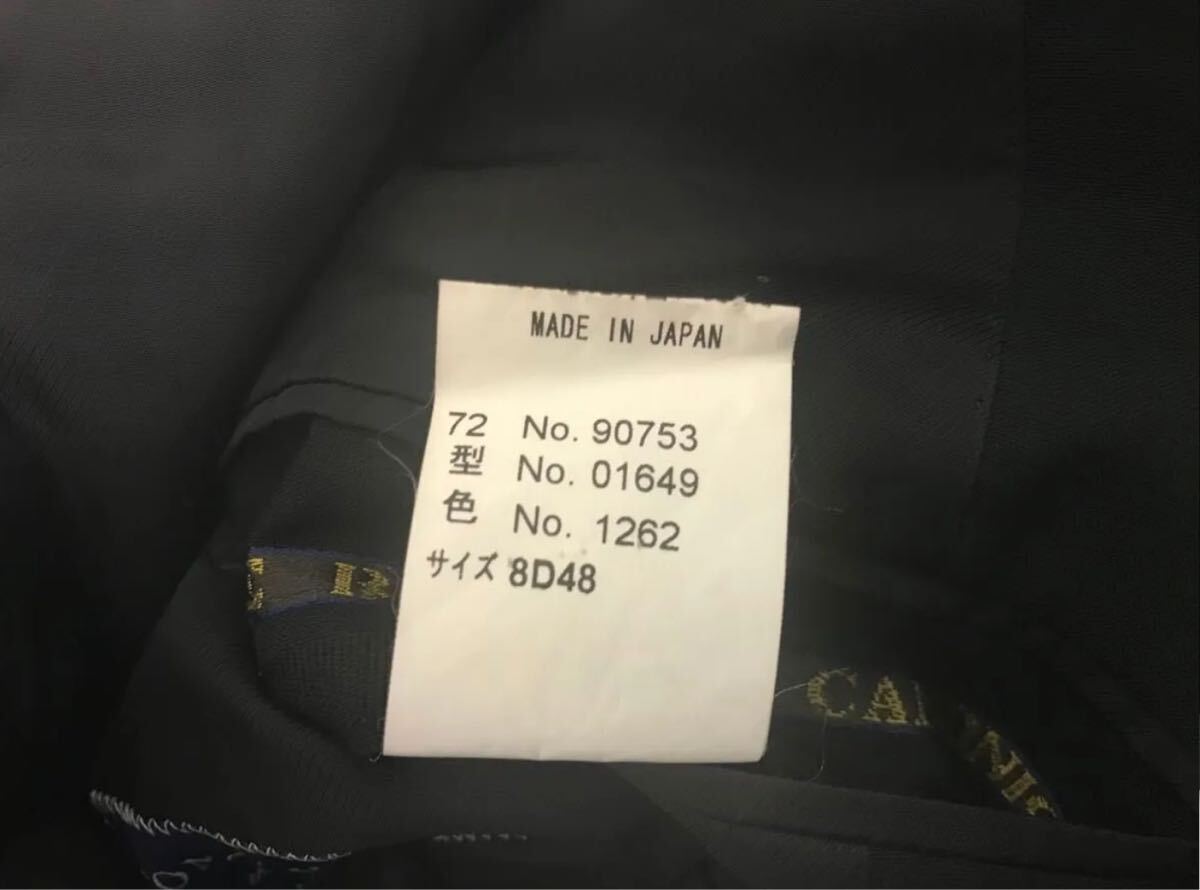 MADE IN JAPAN
72 No. 90753
型 No. 01649
色 No. 1262
サイズ 8D48